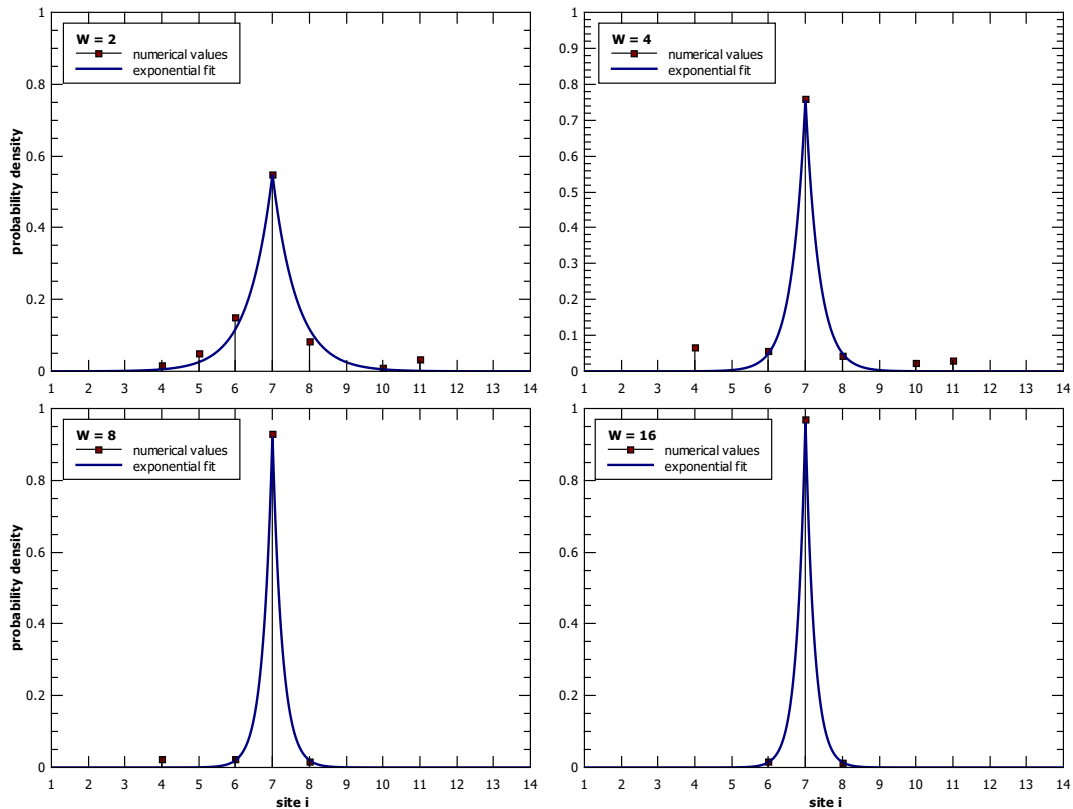 W = 2
numerical values
exponential fit
probability density
1
0.8
0.6
0.4
0.2
0
1 2 3 4 5 6 7 8 9 10 11 12 13 14
W = 4
numerical values
exponential fit
1
0.9
0.8
0.7
0.6
0.5
0.4
0.3
0.2
0.1
0
1 2 3 4 5 6 7 8 9 10 11 12 13 14
W = 8
numerical values
exponential fit
probability density
1
0.8
0.6
0.4
0.2
0
1 2 3 4 5 6 7 8 9 10 11 12 13 14
site i
W = 16
numerical values
exponential fit
1
0.8
0.6
0.4
0.2
0
1 2 3 4 5 6 7 8 9 10 11 12 13 14
site i